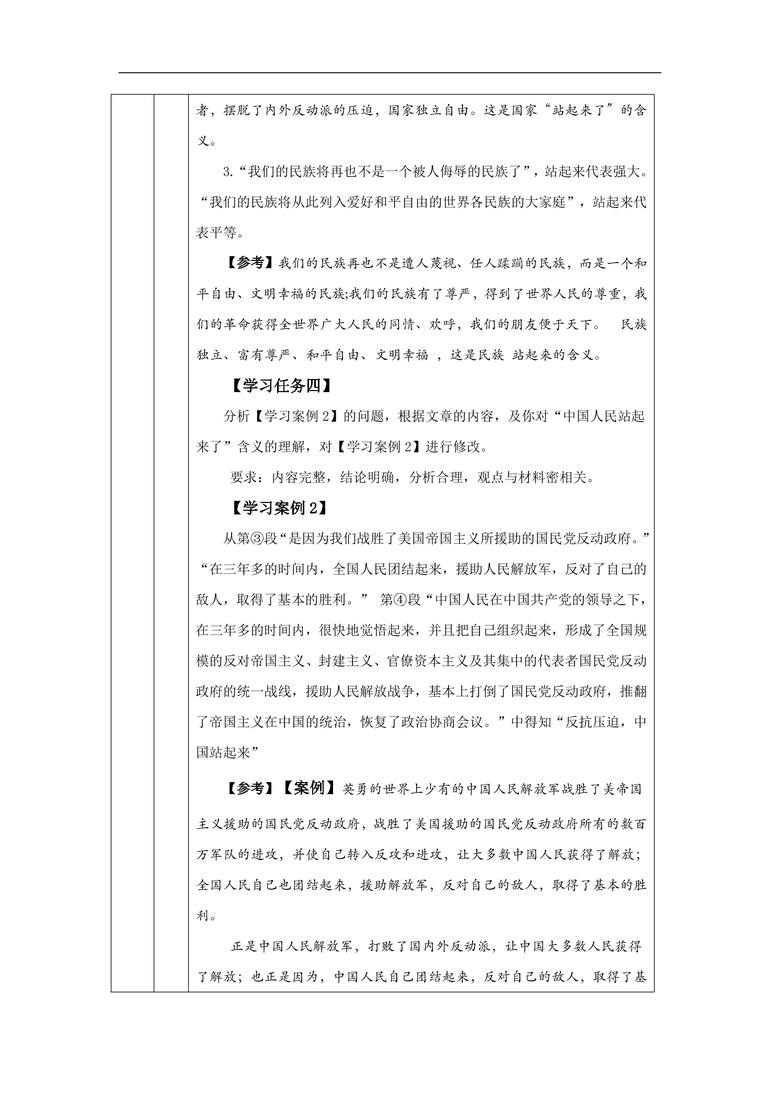 者，摆脱了内外反动派的压迫，国家独立自由。这是国家“站起来了”的含
义。
3.“我们的民族将再也不是一个被人侮辱的民族了”，站起来代表强大。
“我们的民族将从此列入爱好和平自由的世界各民族的大家庭”，站起来代
表平等。
【参考】我们的民族再也不是遭人蔑视、任人蹂躏的民族，而是一个和
平自由、文明幸福的民族;我们的民族有了尊严，得到了世界人民的尊重，我
们的革命获得全世界广大人民的同情、欢呼，我们的朋友便于天下。 民族
独立、富有尊严、和平自由、文明幸福 ，这是民族 站起来的含义。
【学习任务四】
分析【学习案例 2】的问题，根据文章的内容，及你对“中国人民站起
来了”含义的理解，对【学习案例 2】进行修改。
要求：内容完整，结论明确，分析合理，观点与材料密相关。
【学习案例 2】
从第③段“是因为我们战胜了美国帝国主义所援助的国民党反动政府。”
“在三年多的时间内，全国人民团结起来，援助人民解放军，反对了自己的
敌人，取得了基本的胜利。” 第④段“中国人民在中国共产党的领导之下，
在三年多的时间内，很快地觉悟起来，并且把自己组织起来，形成了全国规
模的反对帝国主义、封建主义、官僚资本主义及其集中的代表者国民党反动
政府的统一战线，援助人民解放战争，基本上打倒了国民党反动政府，推翻
了帝国主义在中国的统治，恢复了政治协商会议。”中得知“反抗压迫，中
国站起来”
【参考】【案例】英勇的世界上少有的中国人民解放军战胜了美帝国
主义援助的国民党反动政府，战胜了美国援助的国民党反动政府所有的数百
万军队的进攻，并使自己转入反攻和进攻，让大多数中国人民获得了解放；
全国人民自己也团结起来，援助解放军，反对自己的敌人，取得了基本的胜
利。
正是中国人民解放军，打败了国内外反动派，让中国大多数人民获得
了解放；也正是因为，中国人民自己团结起来，反对自己的敌人，取得了基